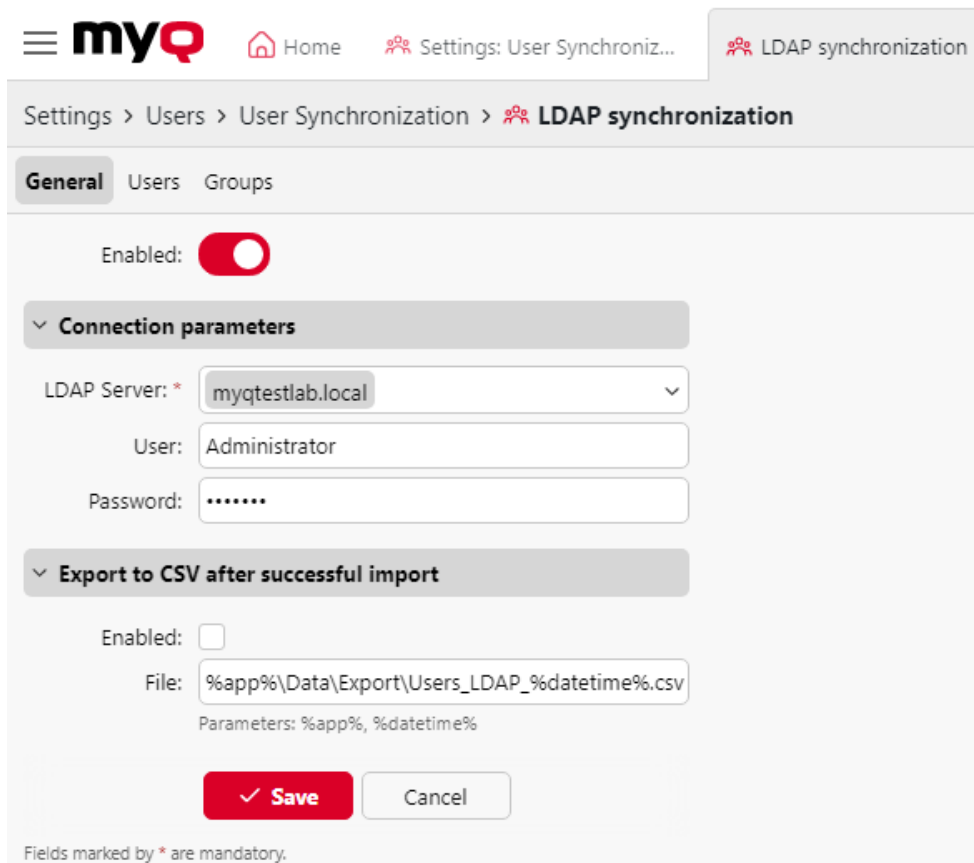 myQ Home Settings: User Synchroniz... LDAP synchronization
Settings > Users > User Synchronization > LDAP synchronization
General Users Groups
Enabled:
Connection parameters
LDAP Server: * myqtestlab.local
User: Administrator
Password: •••••••
Export to CSV after successful import
Enabled:
File: %app%\Data\Export\Users_LDAP_%datetime%.csv
Parameters: %app%, %datetime%
Save Cancel
Fields marked by * are mandatory.